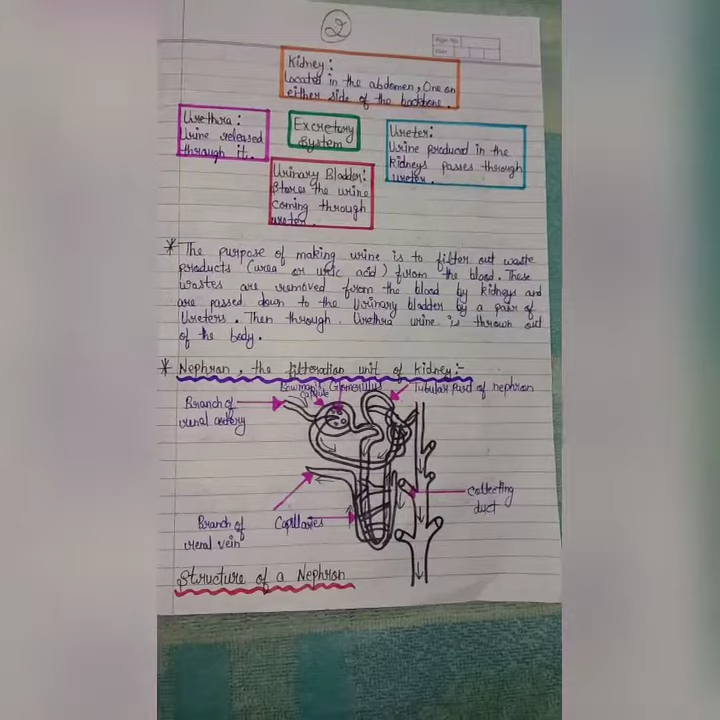 2
Page No.
Date
Kidney:
Located in the abdomen, One on
either side of the backbone.
Urethra:
Urine released
through it.
Excretory
System
Ureter:
Urine produced in the
kidneys passes through
ureter.
Urinary Bladder:
Stores the urine
coming through
ureter.
* The purpose of making urine is to filter out waste
products (urea or uric acid) from the blood. These
wastes are removed from the blood by kidneys and
are passed down to the Urinary bladder by a pair of
Ureters. Then through Urethra urine is thrown out
of the body.
* Nephron, the filteration unit of kidney:-
Bowman's Glomerulus
Capsule
Tubular part of nephron
Branch of
renal artery
Collecting
duct
Branch of
renal vein
Capillaries
Structure of a Nephron